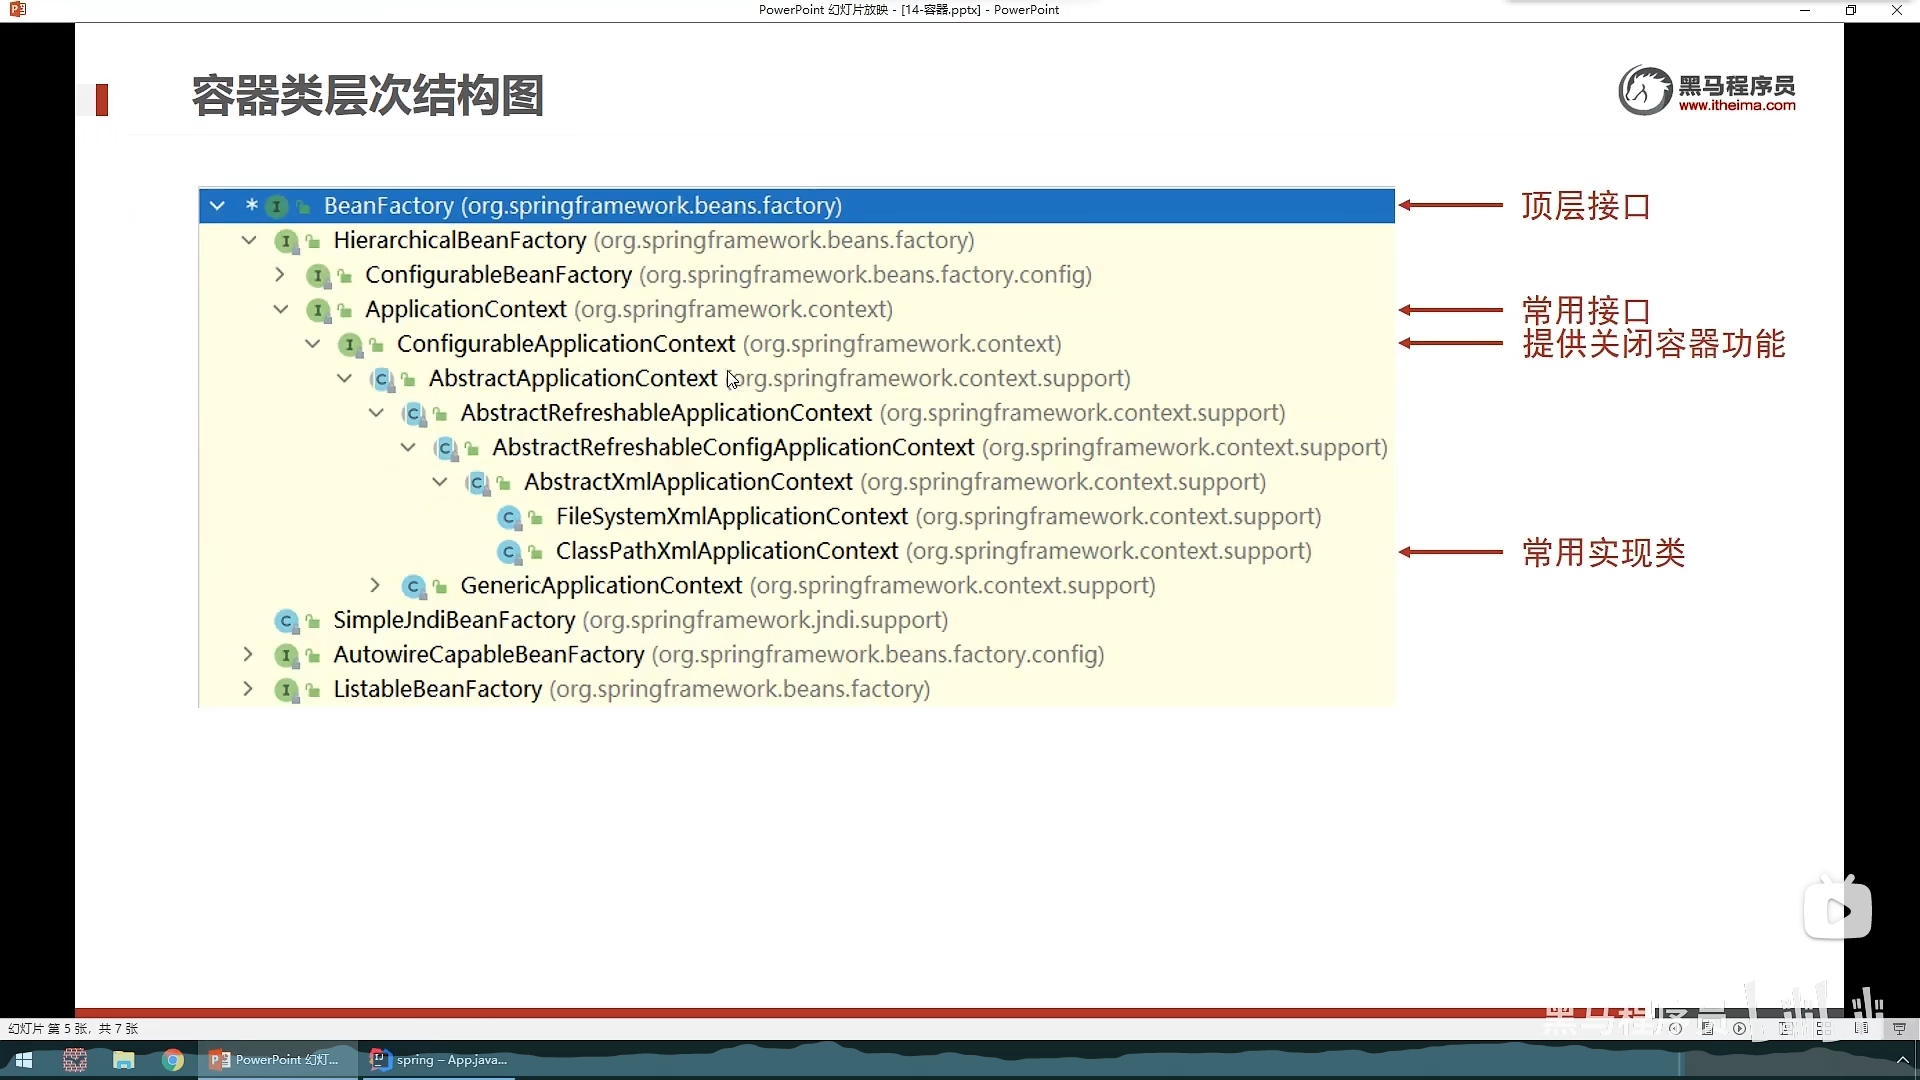 PowerPoint 幻灯片放映 - [14-容器.pptx] - PowerPoint
容器类层次结构图
黑马程序员
www.itheima.com
* I BeanFactory (org.springframework.beans.factory)
顶层接口
I HierarchicalBeanFactory (org.springframework.beans.factory)
I ConfigurableBeanFactory (org.springframework.beans.factory.config)
I ApplicationContext (org.springframework.context)
常用接口
I ConfigurableApplicationContext (org.springframework.context)
提供关闭容器功能
C AbstractApplicationContext (org.springframework.context.support)
C AbstractRefreshableApplicationContext (org.springframework.context.support)
C AbstractRefreshableConfigApplicationContext (org.springframework.context.support)
C AbstractXmlApplicationContext (org.springframework.context.support)
C FileSystemXmlApplicationContext (org.springframework.context.support)
C ClassPathXmlApplicationContext (org.springframework.context.support)
常用实现类
C GenericApplicationContext (org.springframework.context.support)
C SimpleJndiBeanFactory (org.springframework.jndi.support)
I AutowireCapableBeanFactory (org.springframework.beans.factory.config)
I ListableBeanFactory (org.springframework.beans.factory)
黑马程序员
幻灯片 第 5 张，共 7 张
PowerPoint 幻灯...
spring – App.java...